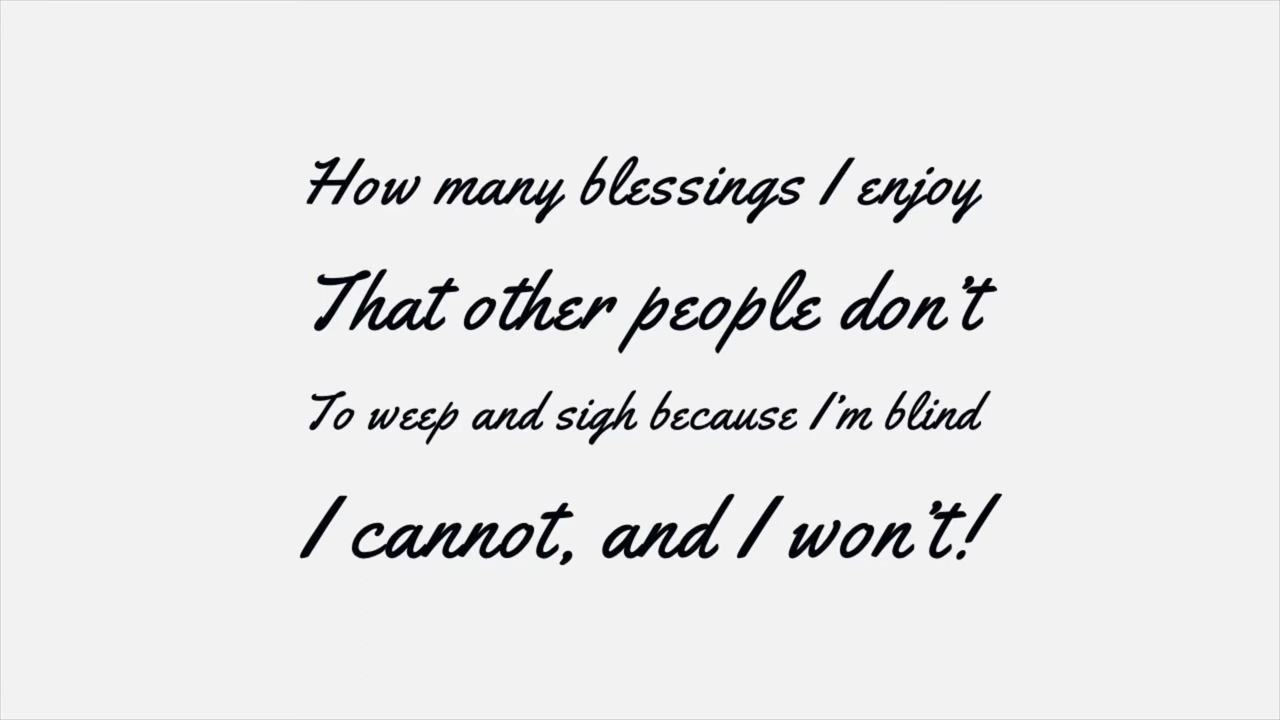 How many blessings I enjoy
That other people don't
To weep and sigh because I'm blind
I cannot, and I won't!